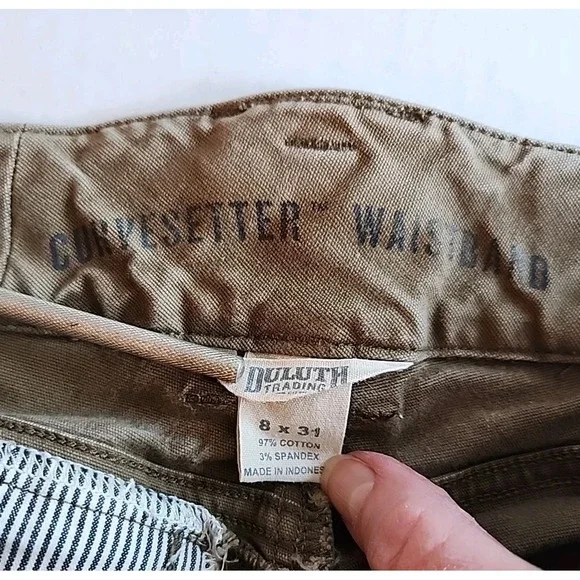 CURVESETTER™ WAISTBAND
DULUTH
TRADING
8 x 31
97% COTTON
3% SPANDEX
MADE IN INDONES